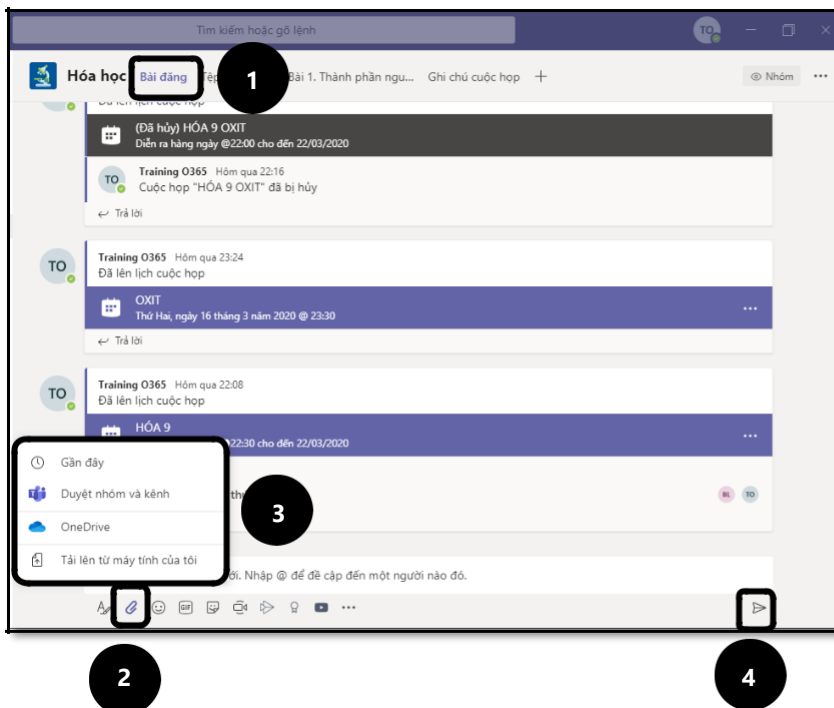 Tìm kiếm hoặc gõ lệnh
TO
Hóa học Bài đăng 1 Bài 1. Thành phần ngu... Ghi chú cuộc họp + Nhóm ...
(Đã hủy) HÓA 9 OXIT
Diễn ra hàng ngày @22:00 cho đến 22/03/2020
TO Training O365 Hôm qua 22:16
Cuộc họp "HÓA 9 OXIT" đã bị hủy
Trả lời
TO Training O365 Hôm qua 23:24
Đã lên lịch cuộc họp
OXIT ...
Thứ Hai, ngày 16 tháng 3 năm 2020 @ 23:30
Trả lời
TO Training O365 Hôm qua 22:08
Đã lên lịch cuộc họp
HÓA 9 ...
22:30 cho đến 22/03/2020
Gần đây
Duyệt nhóm và kênh
BL TO
3
OneDrive
Tải lên từ máy tính của tôi
Nhập @ để đề cập đến một người nào đó.
GIF ...
2
4